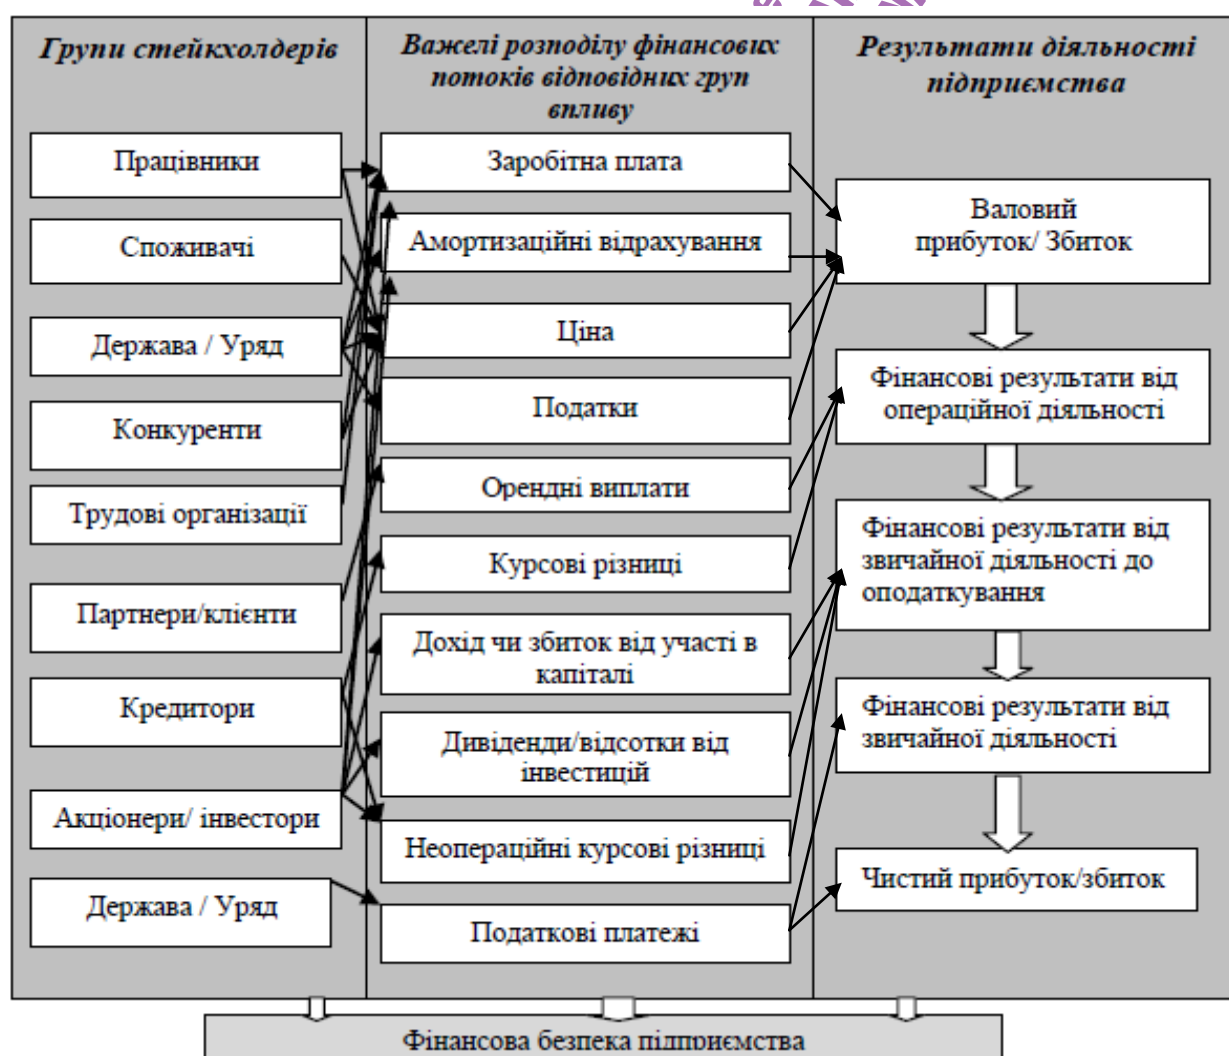 Групи стейкхолдерів
Важелі розподілу фінансових
потоків відповідних груп
впливу
Результати діяльності
підприємства
Працівники
Споживачі
Держава / Уряд
Конкуренти
Трудові організації
Партнери/клієнти
Кредитори
Акціонери/ інвестори
Держава / Уряд
Заробітна плата
Амортизаційні відрахування
Ціна
Податки
Орендні виплати
Курсові різниці
Дохід чи збиток від участі в
капіталі
Дивіденди/відсотки від
інвестицій
Неопераційні курсові різниці
Податкові платежі
Валовий
прибуток/ Збиток
Фінансові результати від
операційної діяльності
Фінансові результати від
звичайної діяльності до
оподаткування
Фінансові результати від
звичайної діяльності
Чистий прибуток/збиток
Фінансова безпека підприємства